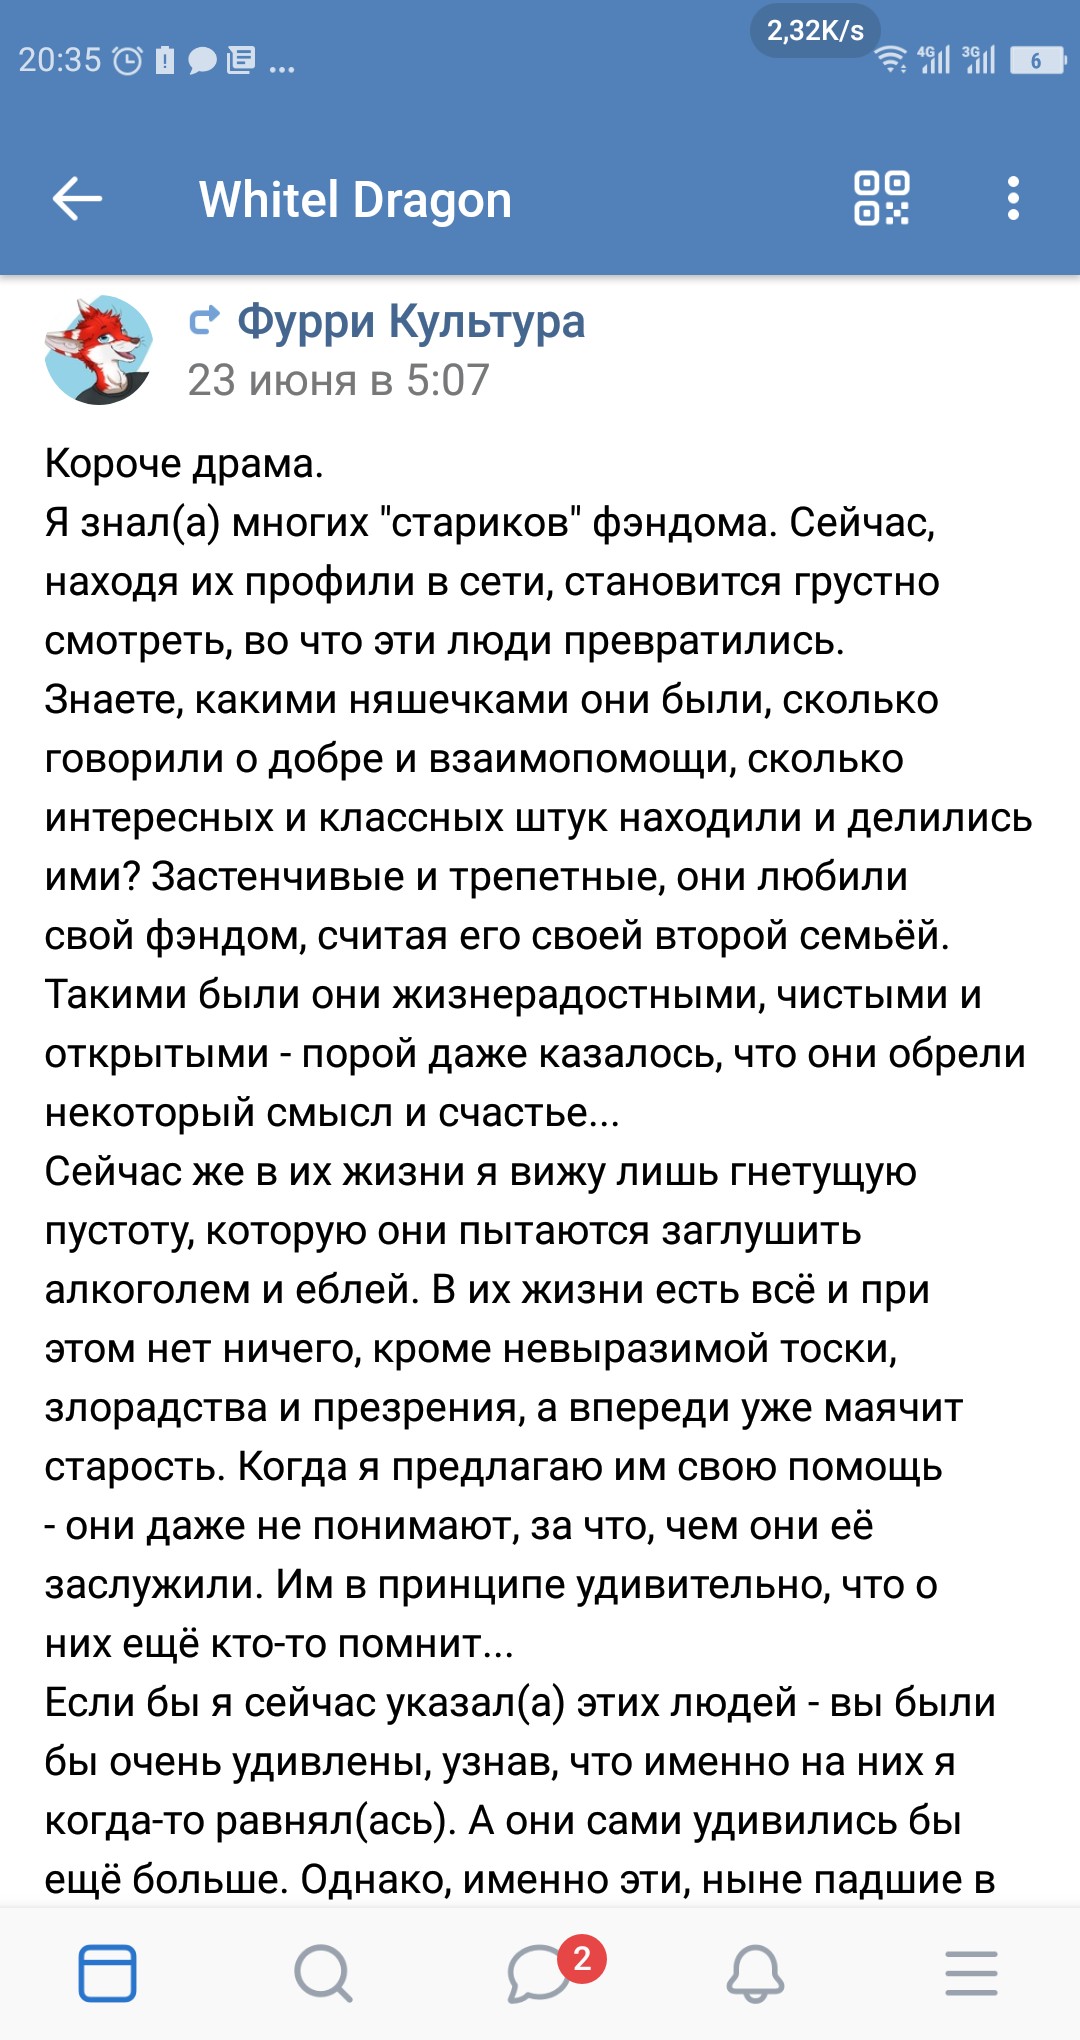 2,32K/s
20:35 ... 4G 3G 6
Whitel Dragon
Фурри Культура
23 июня в 5:07
Короче драма.
Я знал(а) многих "стариков" фэндома. Сейчас,
находя их профили в сети, становится грустно
смотреть, во что эти люди превратились.
Знаете, какими няшечками они были, сколько
говорили о добре и взаимопомощи, сколько
интересных и классных штук находили и делились
ими? Застенчивые и трепетные, они любили
свой фэндом, считая его своей второй семьёй.
Такими были они жизнерадостными, чистыми и
открытыми - порой даже казалось, что они обрели
некоторый смысл и счастье...
Сейчас же в их жизни я вижу лишь гнетущую
пустоту, которую они пытаются заглушить
алкоголем и еблей. В их жизни есть всё и при
этом нет ничего, кроме невыразимой тоски,
злорадства и презрения, а впереди уже маячит
старость. Когда я предлагаю им свою помощь
- они даже не понимают, за что, чем они её
заслужили. Им в принципе удивительно, что о
них ещё кто-то помнит...
Если бы я сейчас указал(а) этих людей - вы были
бы очень удивлены, узнав, что именно на них я
когда-то равнял(ась). А они сами удивились бы
ещё больше. Однако, именно эти, ныне падшие в
2